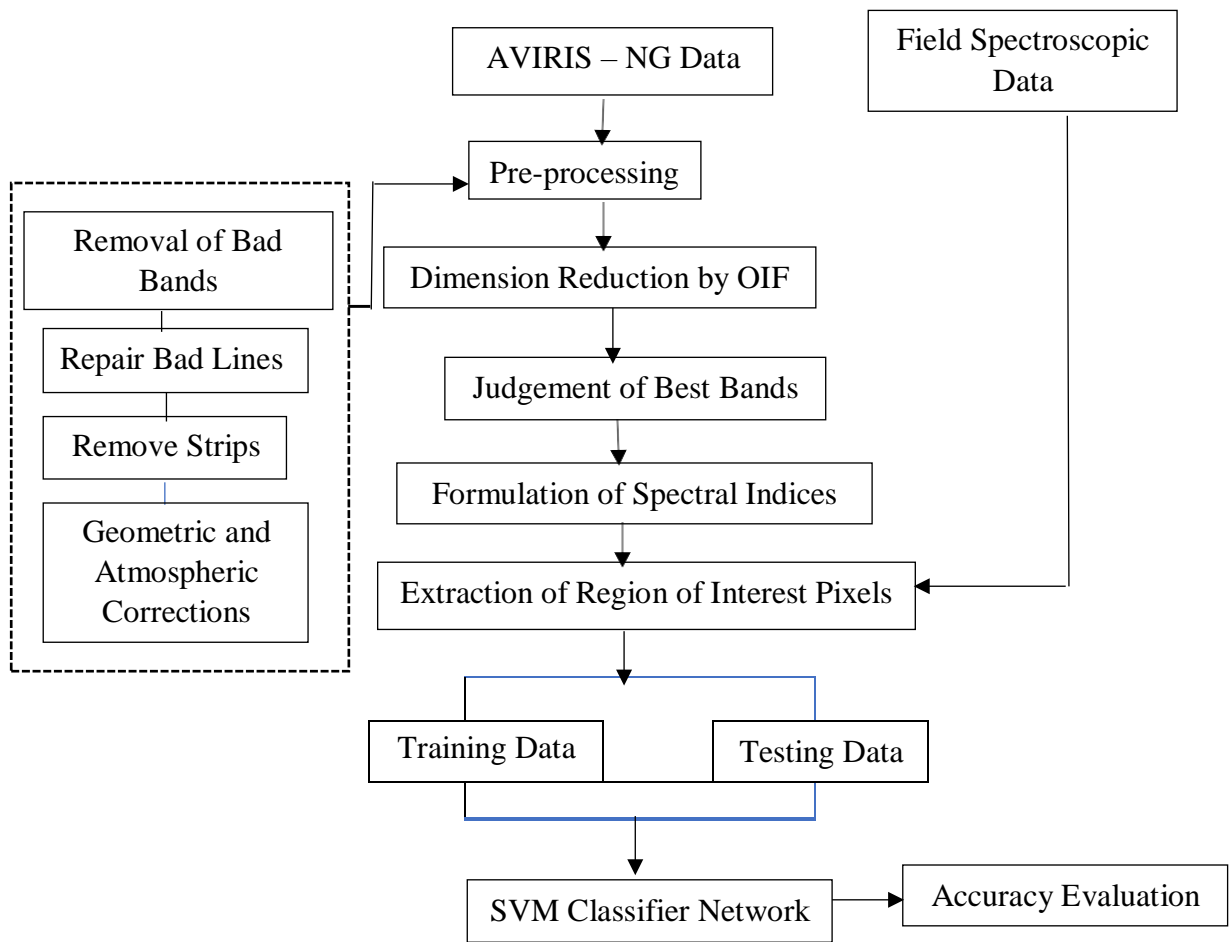 AVIRIS – NG Data
Field Spectroscopic
Data
Pre-processing
Removal of Bad
Bands
Repair Bad Lines
Remove Strips
Geometric and
Atmospheric
Corrections
Dimension Reduction by OIF
Judgement of Best Bands
Formulation of Spectral Indices
Extraction of Region of Interest Pixels
Training Data
Testing Data
SVM Classifier Network
Accuracy Evaluation